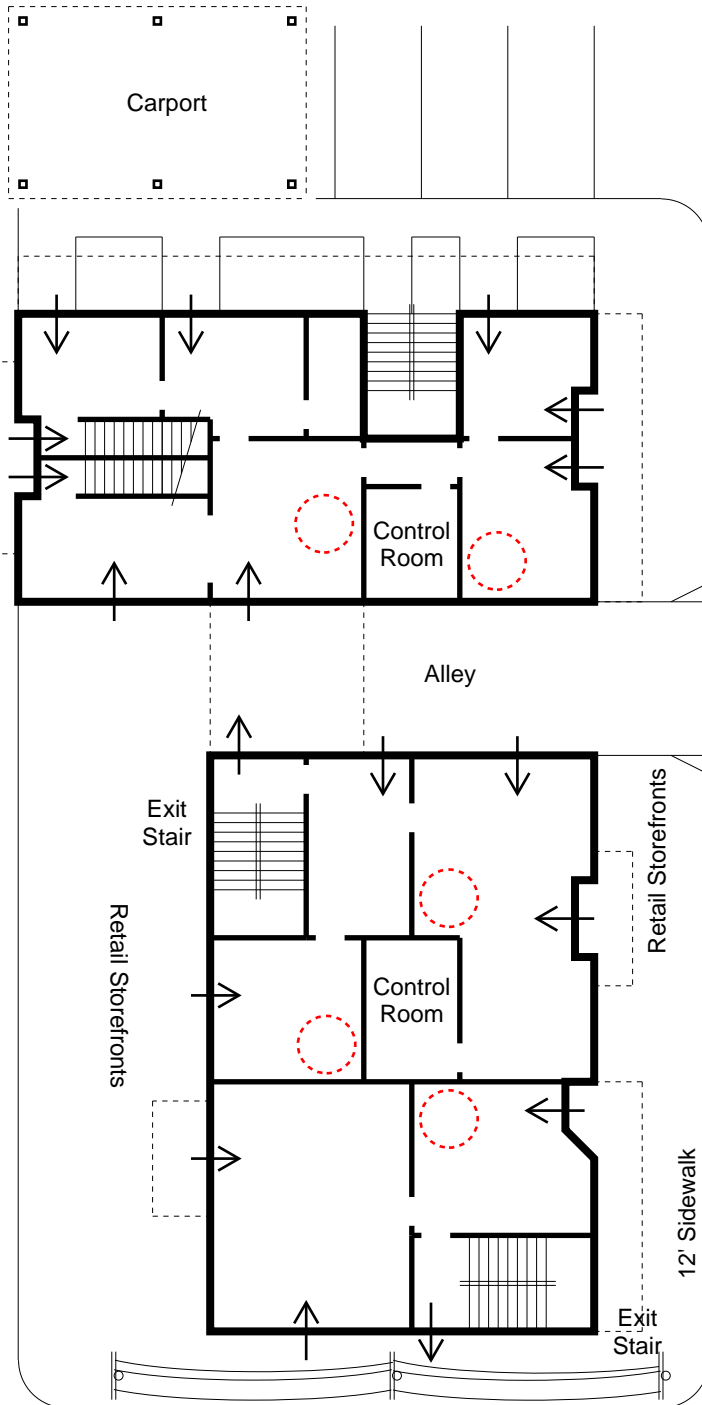 Carport
Control
Room
Alley
Exit
Stair
Retail Storefronts
Retail Storefronts
Control
Room
12' Sidewalk
Exit
Stair